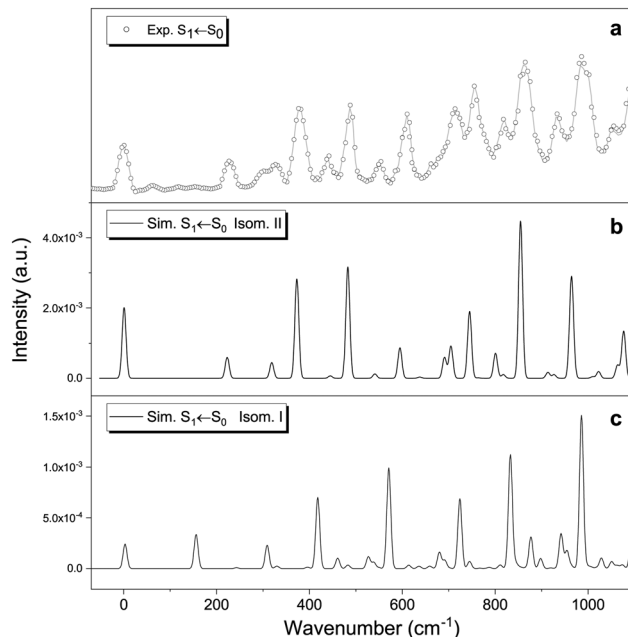 Exp. S₁←S₀
a
Sim. S₁←S₀ Isom. II
b
4.0x10⁻³
2.0x10⁻³
0.0
Sim. S₁←S₀ Isom. I
c
1.5x10⁻³
1.0x10⁻³
5.0x10⁻⁴
0.0
Intensity (a.u.)
0 200 400 600 800 1000
Wavenumber (cm⁻¹)